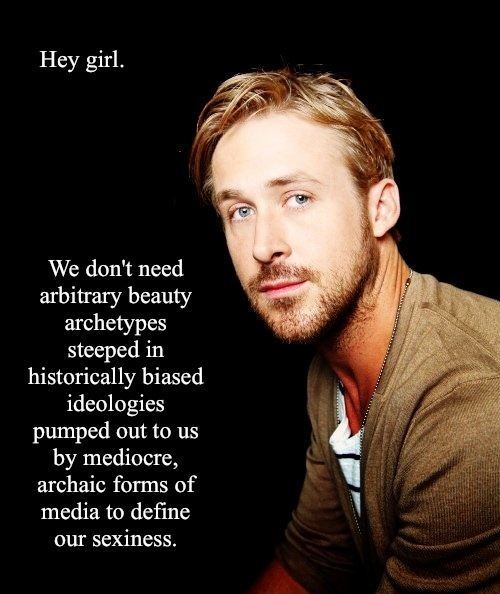 Hey girl.
We don't need
arbitrary beauty
archetypes
steeped in
historically biased
ideologies
pumped out to us
by mediocre,
archaic forms of
media to define
our sexiness.